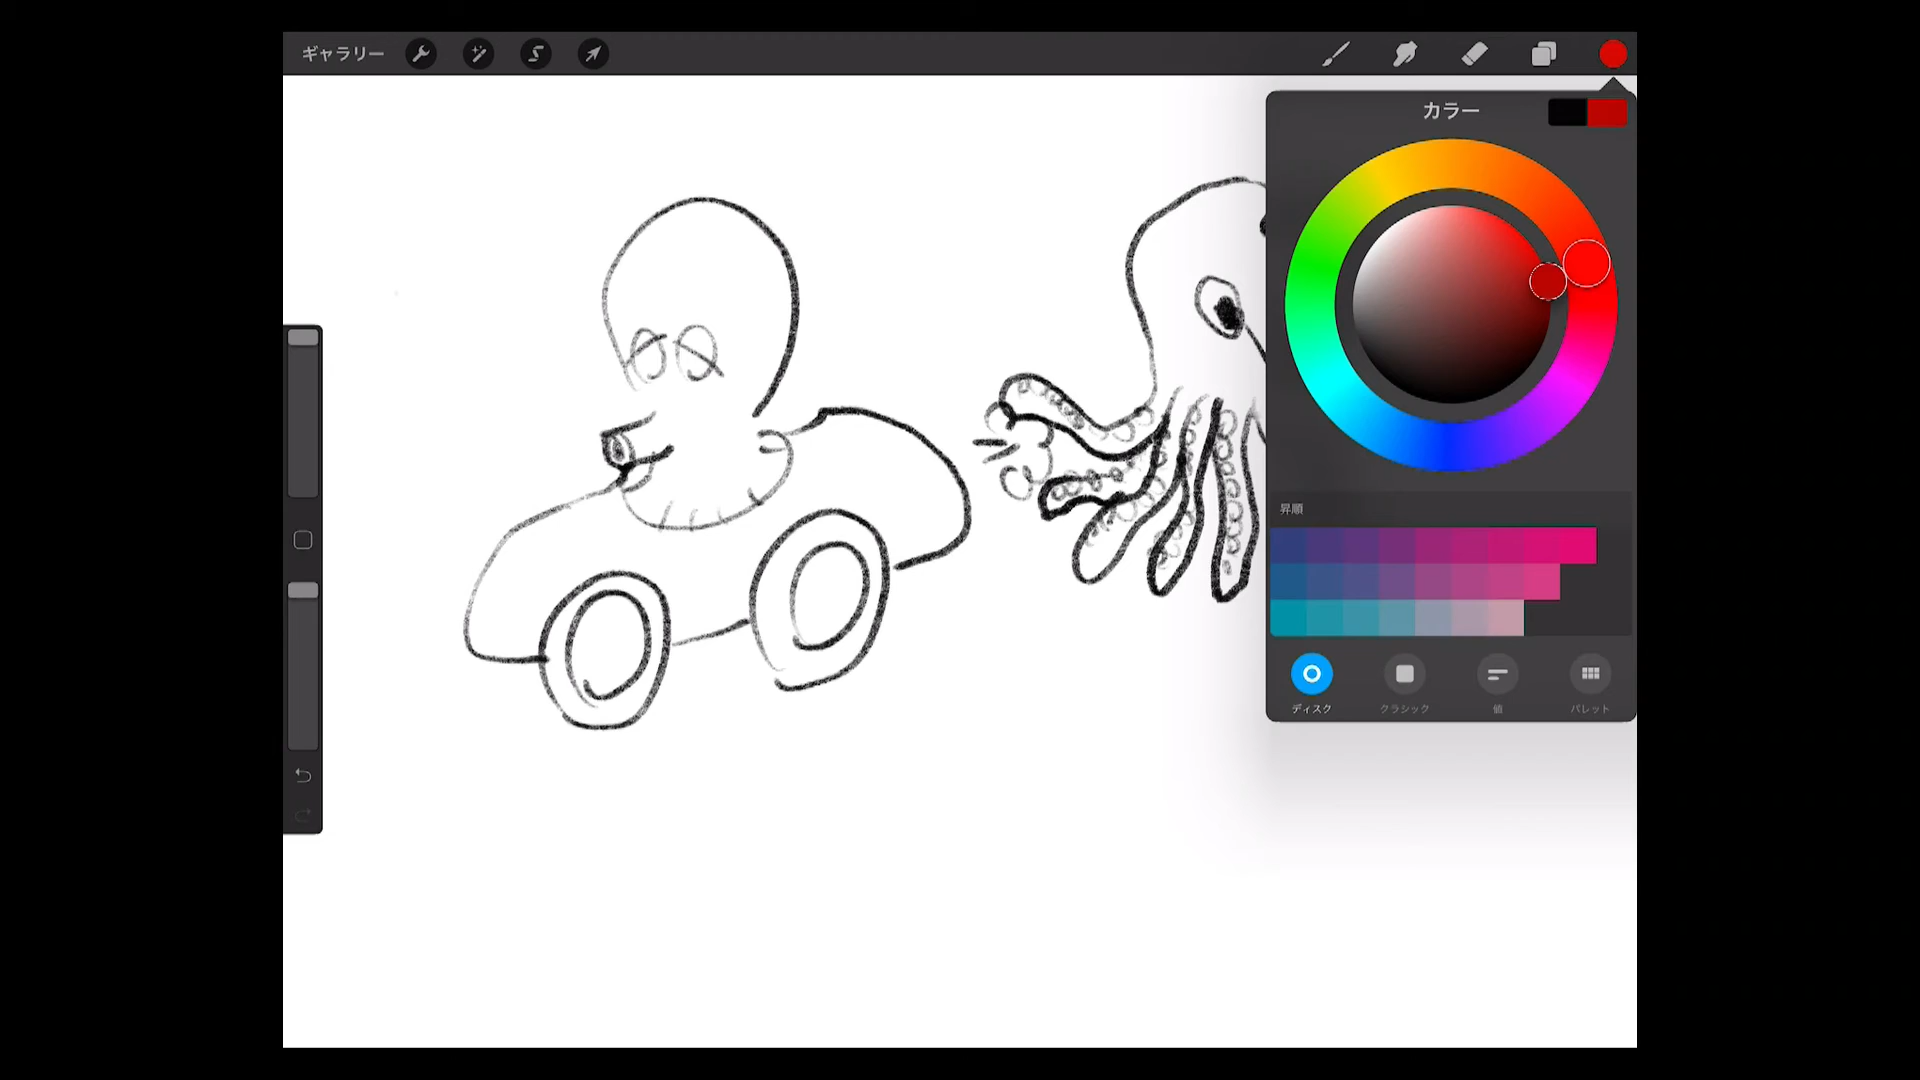 ギャラリー
カラー
昇順
ディスク
クラシック
値
パレット